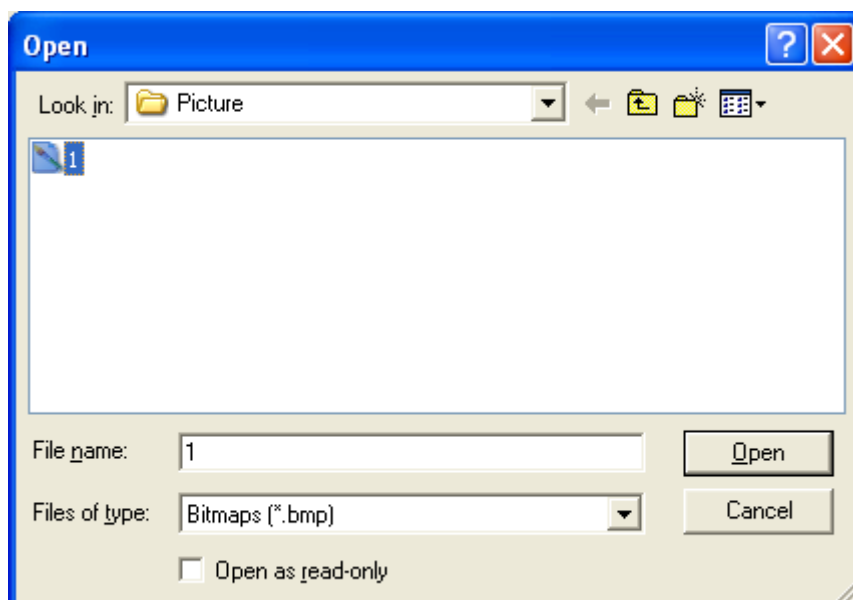 Open
Look in: Picture
1
File name: 1 Open
Files of type: Bitmaps (*.bmp) Cancel
Open as read-only